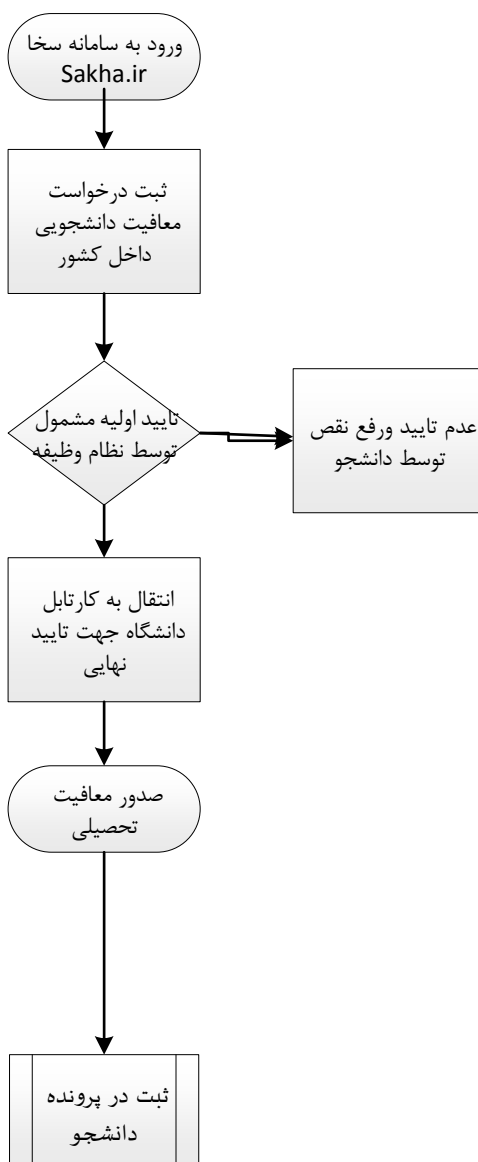 ورود به سامانه سخا
Sakha.ir
ثبت درخواست
معافیت دانشجویی
داخل کشور
تایید اولیه مشمول
توسط نظام وظیفه
عدم تایید ورفع نقص
توسط دانشجو
انتقال به کارتابل
دانشگاه جهت تایید
نهایی
صدور معافیت
تحصیلی
ثبت در پرونده
دانشجو